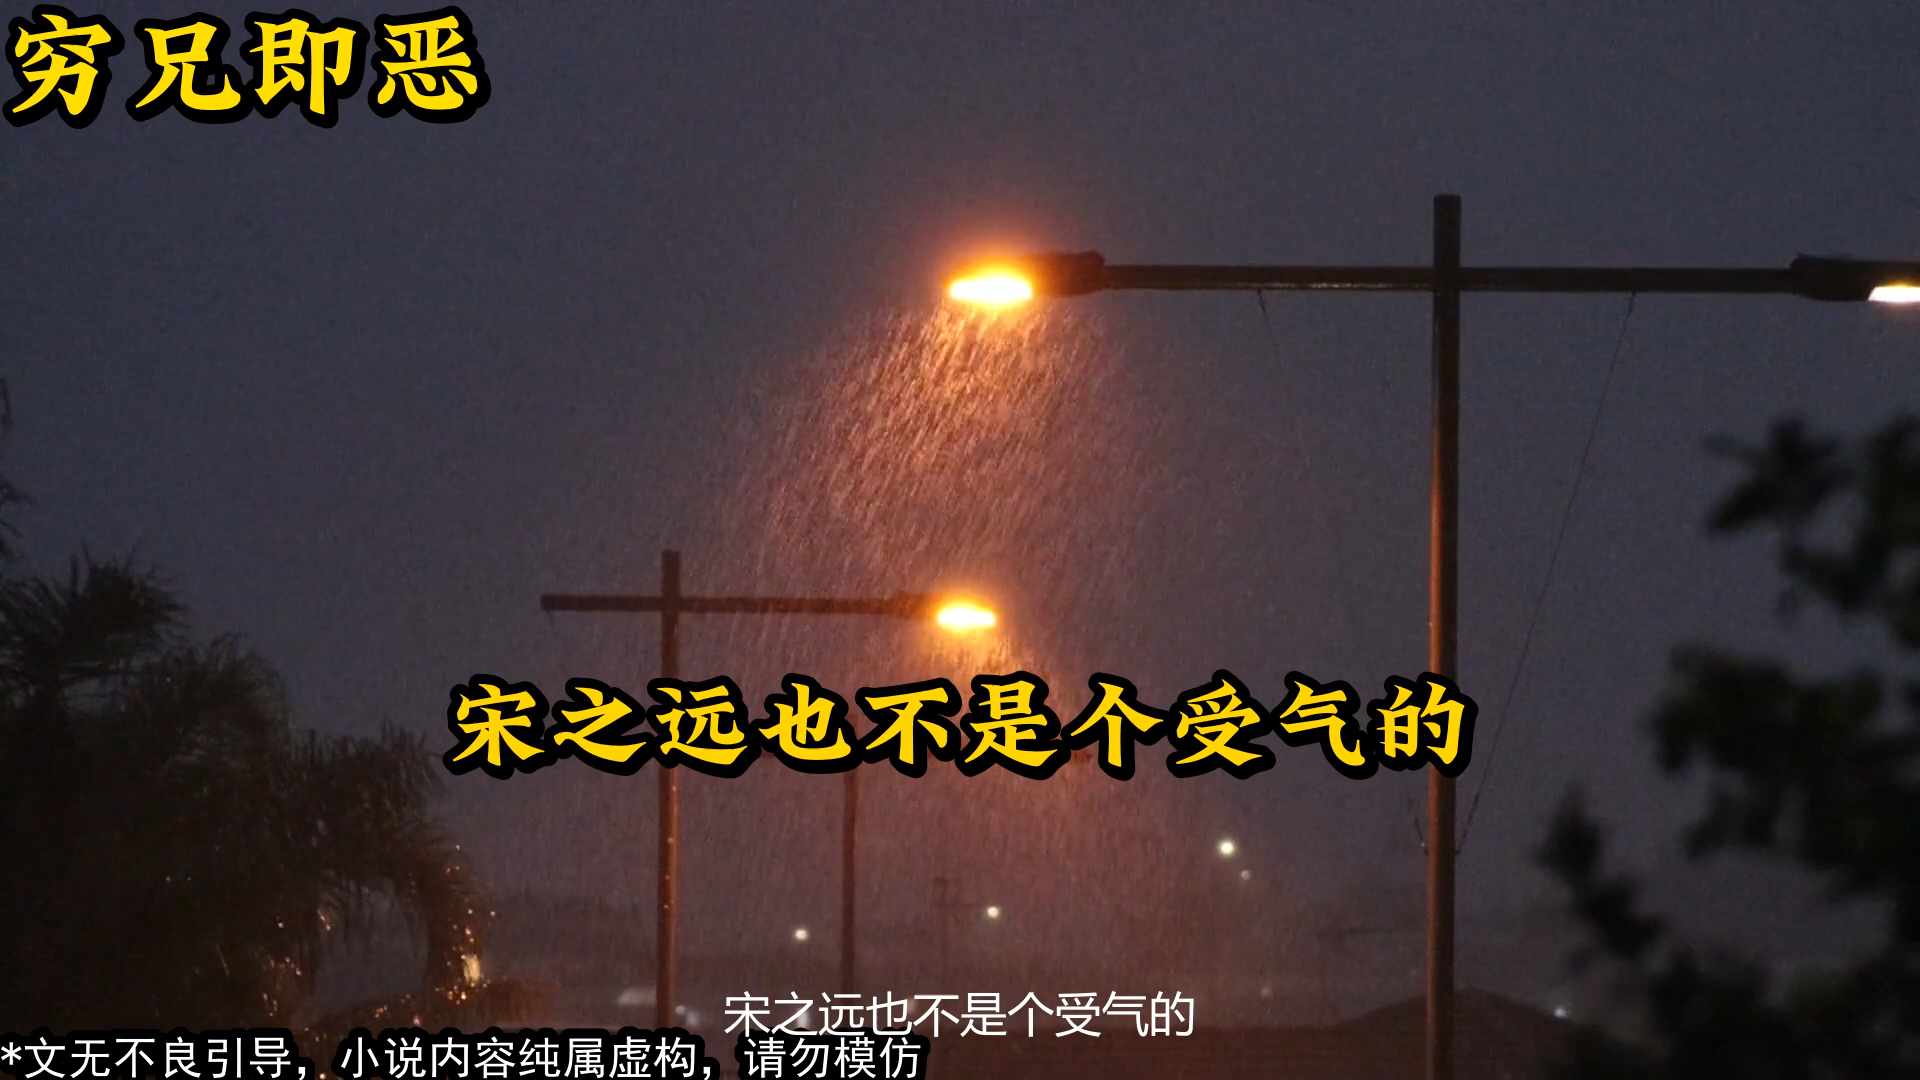 穷兄即恶
宋之远也不是个受气的
宋之远也不是个受气的
*文无不良引导，小说内容纯属虚构，请勿模仿